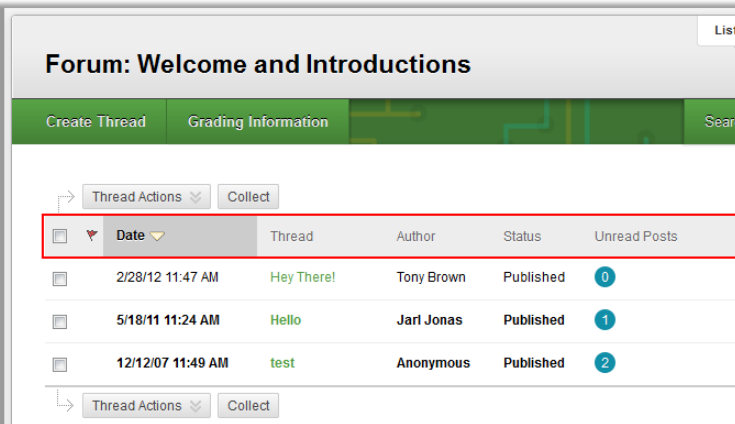 List
Forum: Welcome and Introductions
Create Thread Grading Information Sear
Thread Actions Collect
Date Thread Author Status Unread Posts
2/28/12 11:47 AM Hey There! Tony Brown Published 0
5/18/11 11:24 AM Hello Jarl Jonas Published 1
12/12/07 11:49 AM test Anonymous Published 2
Thread Actions Collect